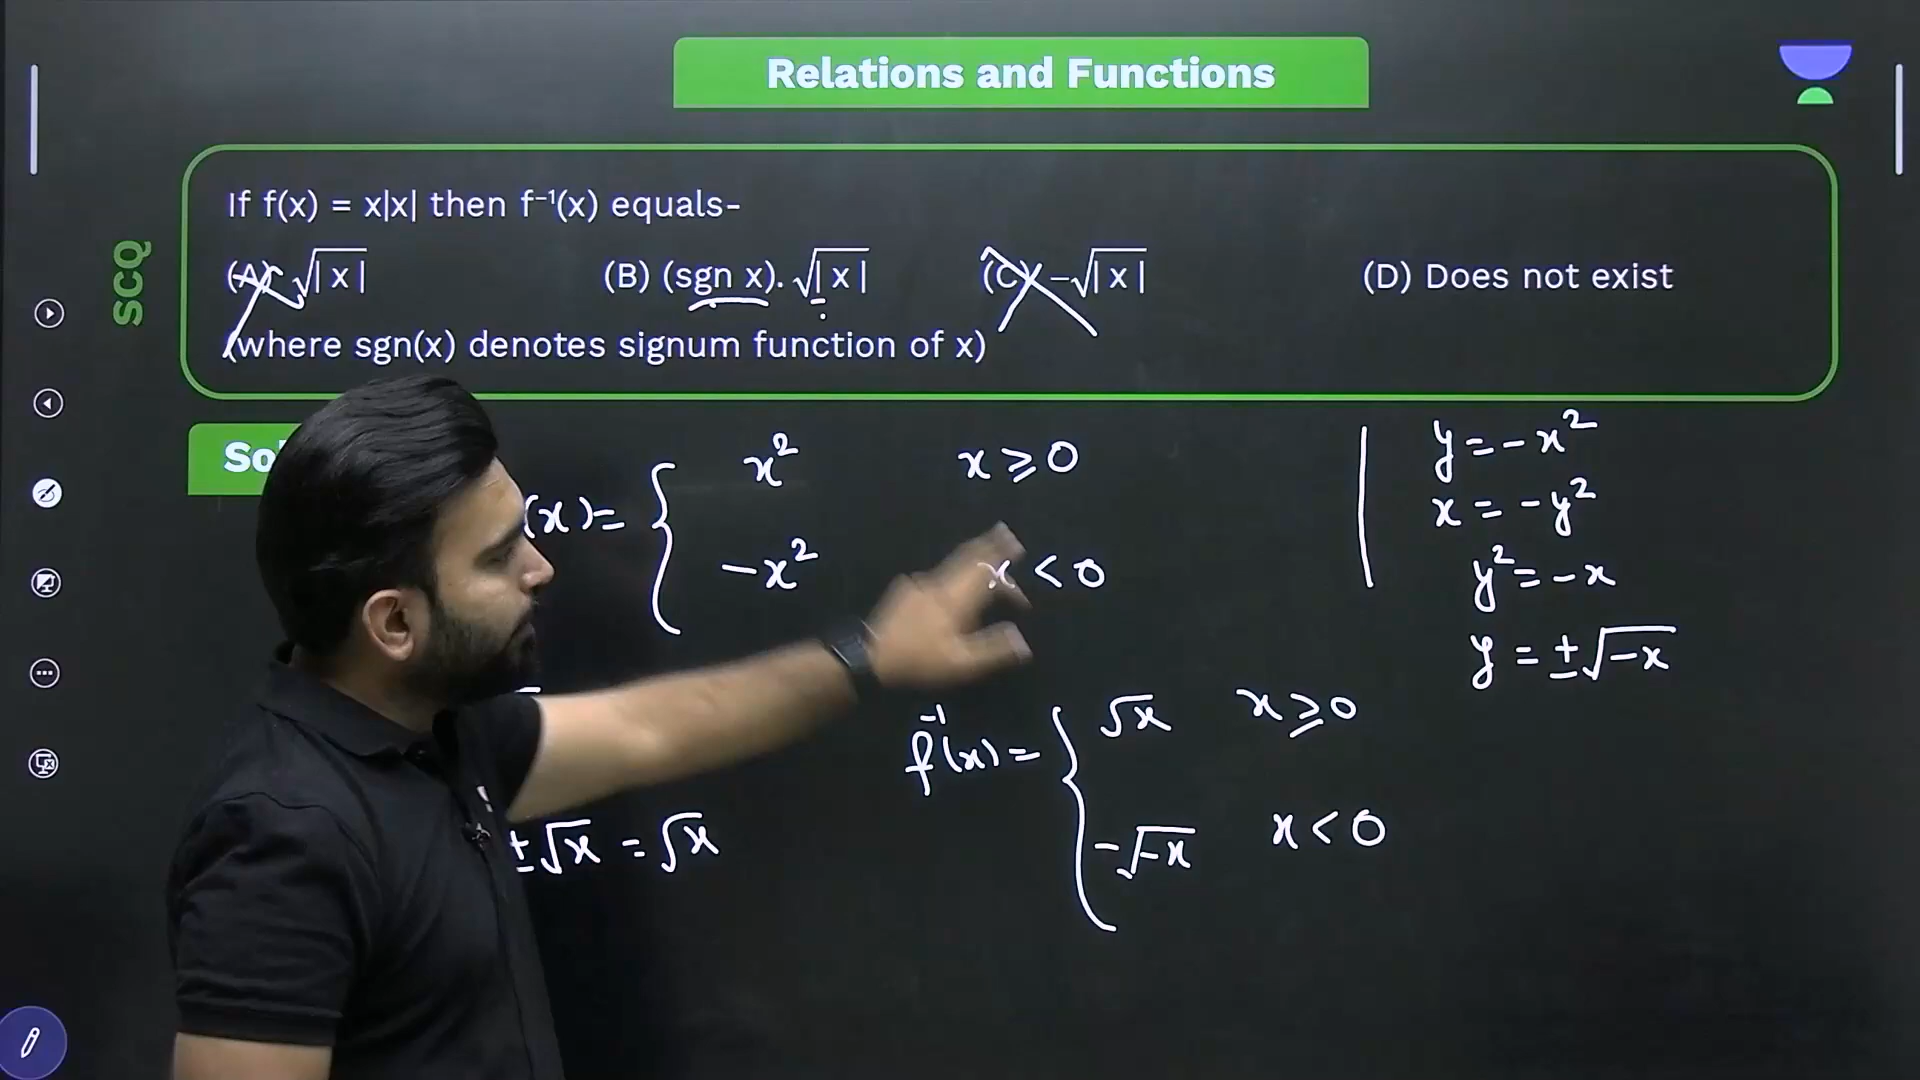 Relations and Functions
SCQ
If f(x) = x|x| then f⁻¹(x) equals-
(A) √|x| (B) (sgn x). √|x| (C) –√|x| (D) Does not exist
(where sgn(x) denotes signum function of x)
(x) = { x² x ≥ 0
-x² x < 0
y = -x²
x = -y²
y² = -x
y = ±√-x
f⁻¹(x) = { √x x ≥ 0
-√-x x < 0
±√x = √x